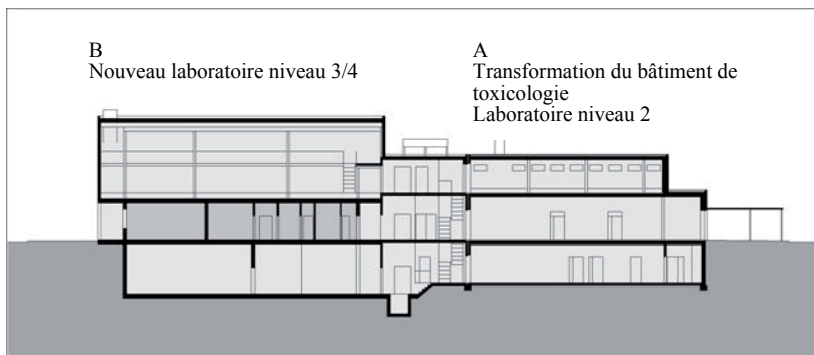 B
Nouveau laboratoire niveau 3/4
A
Transformation du bâtiment de
toxicologie
Laboratoire niveau 2